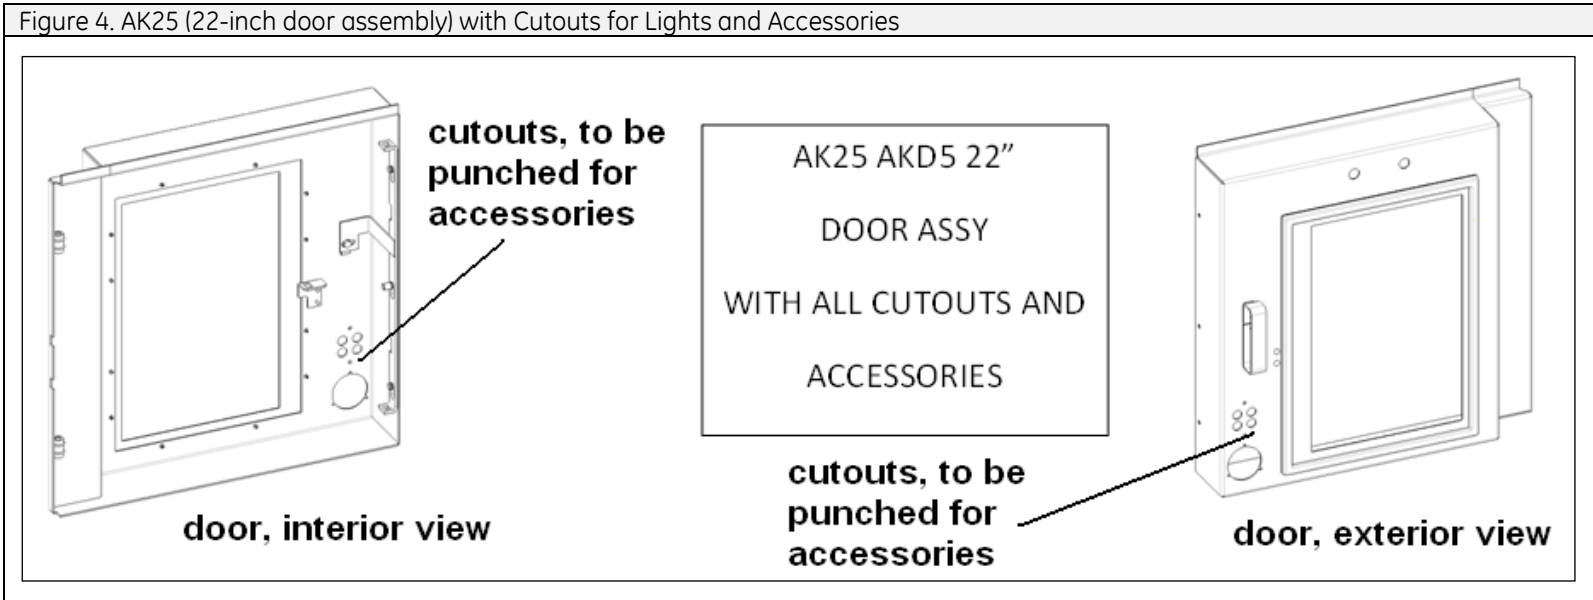 Figure 4. AK25 (22-inch door assembly) with Cutouts for Lights and Accessories
cutouts, to be
punched for
accessories
door, interior view
AK25 AKD5 22”
DOOR ASSY
WITH ALL CUTOUTS AND
ACCESSORIES
cutouts, to be
punched for
accessories
door, exterior view